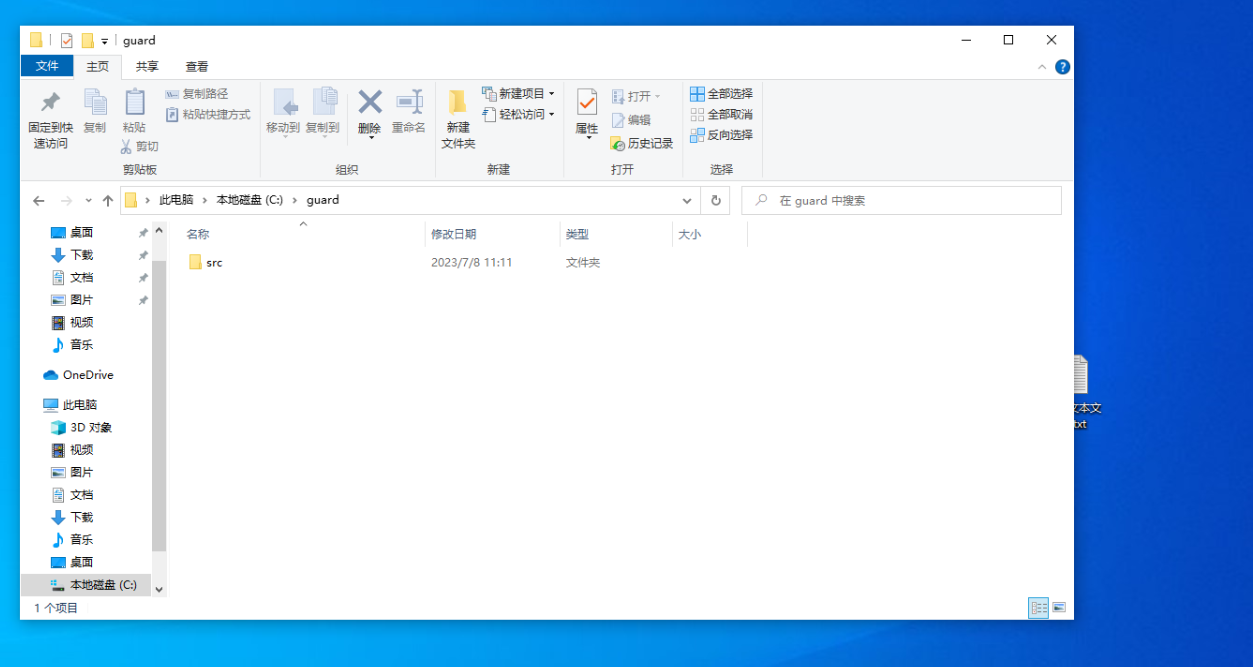 guard
文件 主页 共享 查看
固定到快速访问
复制
粘贴
复制路径
粘贴快捷方式
剪切
剪贴板
移动到
复制到
删除
重命名
组织
新建文件夹
新建项目
轻松访问
新建
属性
打开
编辑
历史记录
打开
全部选择
全部取消
反向选择
选择
此电脑 › 本地磁盘 (C:) › guard
在 guard 中搜索
名称 修改日期 类型 大小
src 2023/7/8 11:11 文件夹
桌面
下载
文档
图片
视频
音乐
OneDrive
此电脑
3D 对象
视频
图片
文档
下载
音乐
桌面
本地磁盘 (C:)
1 个项目
本文
txt